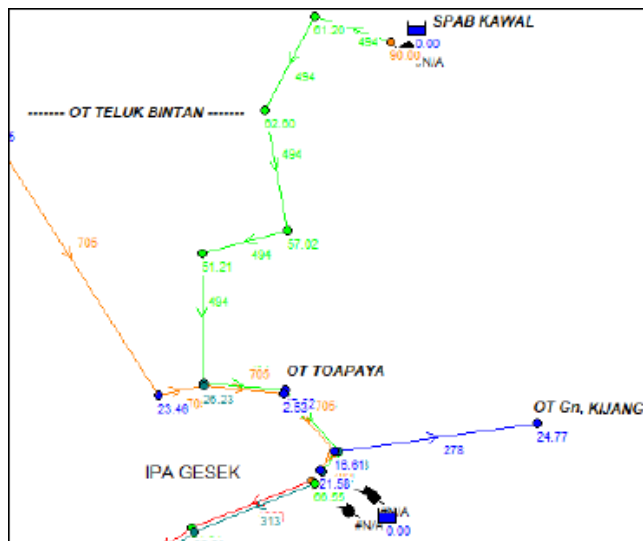 SPAB KAWAL
61.20
494
0.00
90.00
#N/A
494
------- OT TELUK BINTAN -------
62.60
494
57.02
705
494
51.21
494
OT TOAPAYA
705
26.23
23.46
705
OT Gn, KIJANG
24.77
278
16.61
IPA GESEK
21.58
66.55
#N/A
#N/A
0.00
313